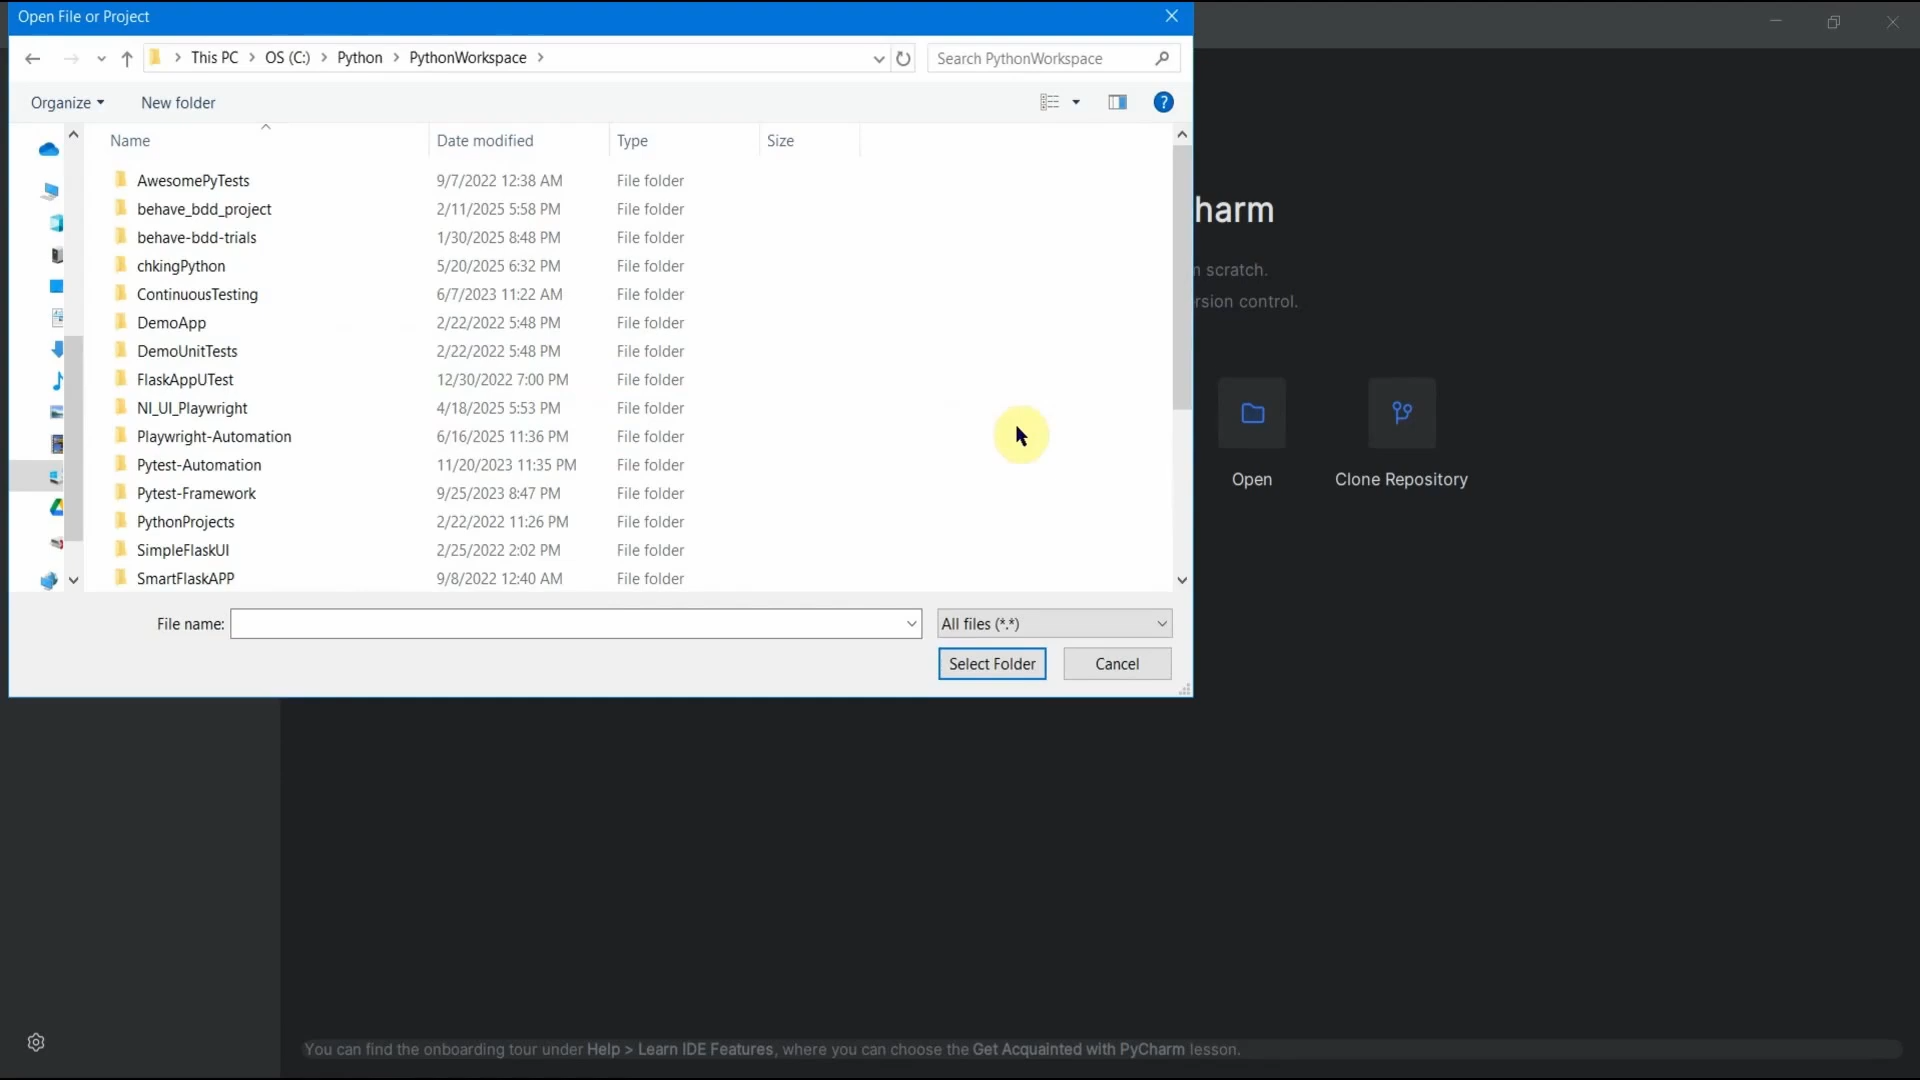 Open File or Project
This PC > OS (C:) > Python > PythonWorkspace >
Search PythonWorkspace
Organize
New folder
?
Name Date modified Type Size
AwesomePyTests 9/7/2022 12:38 AM File folder
behave_bdd_project 2/11/2025 5:58 PM File folder
behave-bdd-trials 1/30/2025 8:48 PM File folder
chkingPython 5/20/2025 6:32 PM File folder
ContinuousTesting 6/7/2023 11:22 AM File folder
DemoApp 2/22/2022 5:48 PM File folder
DemoUnitTests 2/22/2022 5:48 PM File folder
FlaskAppUTest 12/30/2022 7:00 PM File folder
NI_UI_Playwright 4/18/2025 5:53 PM File folder
Playwright-Automation 6/16/2025 11:36 PM File folder
Pytest-Automation 11/20/2023 11:35 PM File folder
Pytest-Framework 9/25/2023 8:47 PM File folder
PythonProjects 2/22/2022 11:26 PM File folder
SimpleFlaskUI 2/25/2022 2:02 PM File folder
SmartFlaskAPP 9/8/2022 12:40 AM File folder
File name:
All files (*.*)
Select Folder
Cancel
harm
scratch.
rsion control.
Open
Clone Repository
You can find the onboarding tour under Help > Learn IDE Features, where you can choose the Get Acquainted with PyCharm lesson.